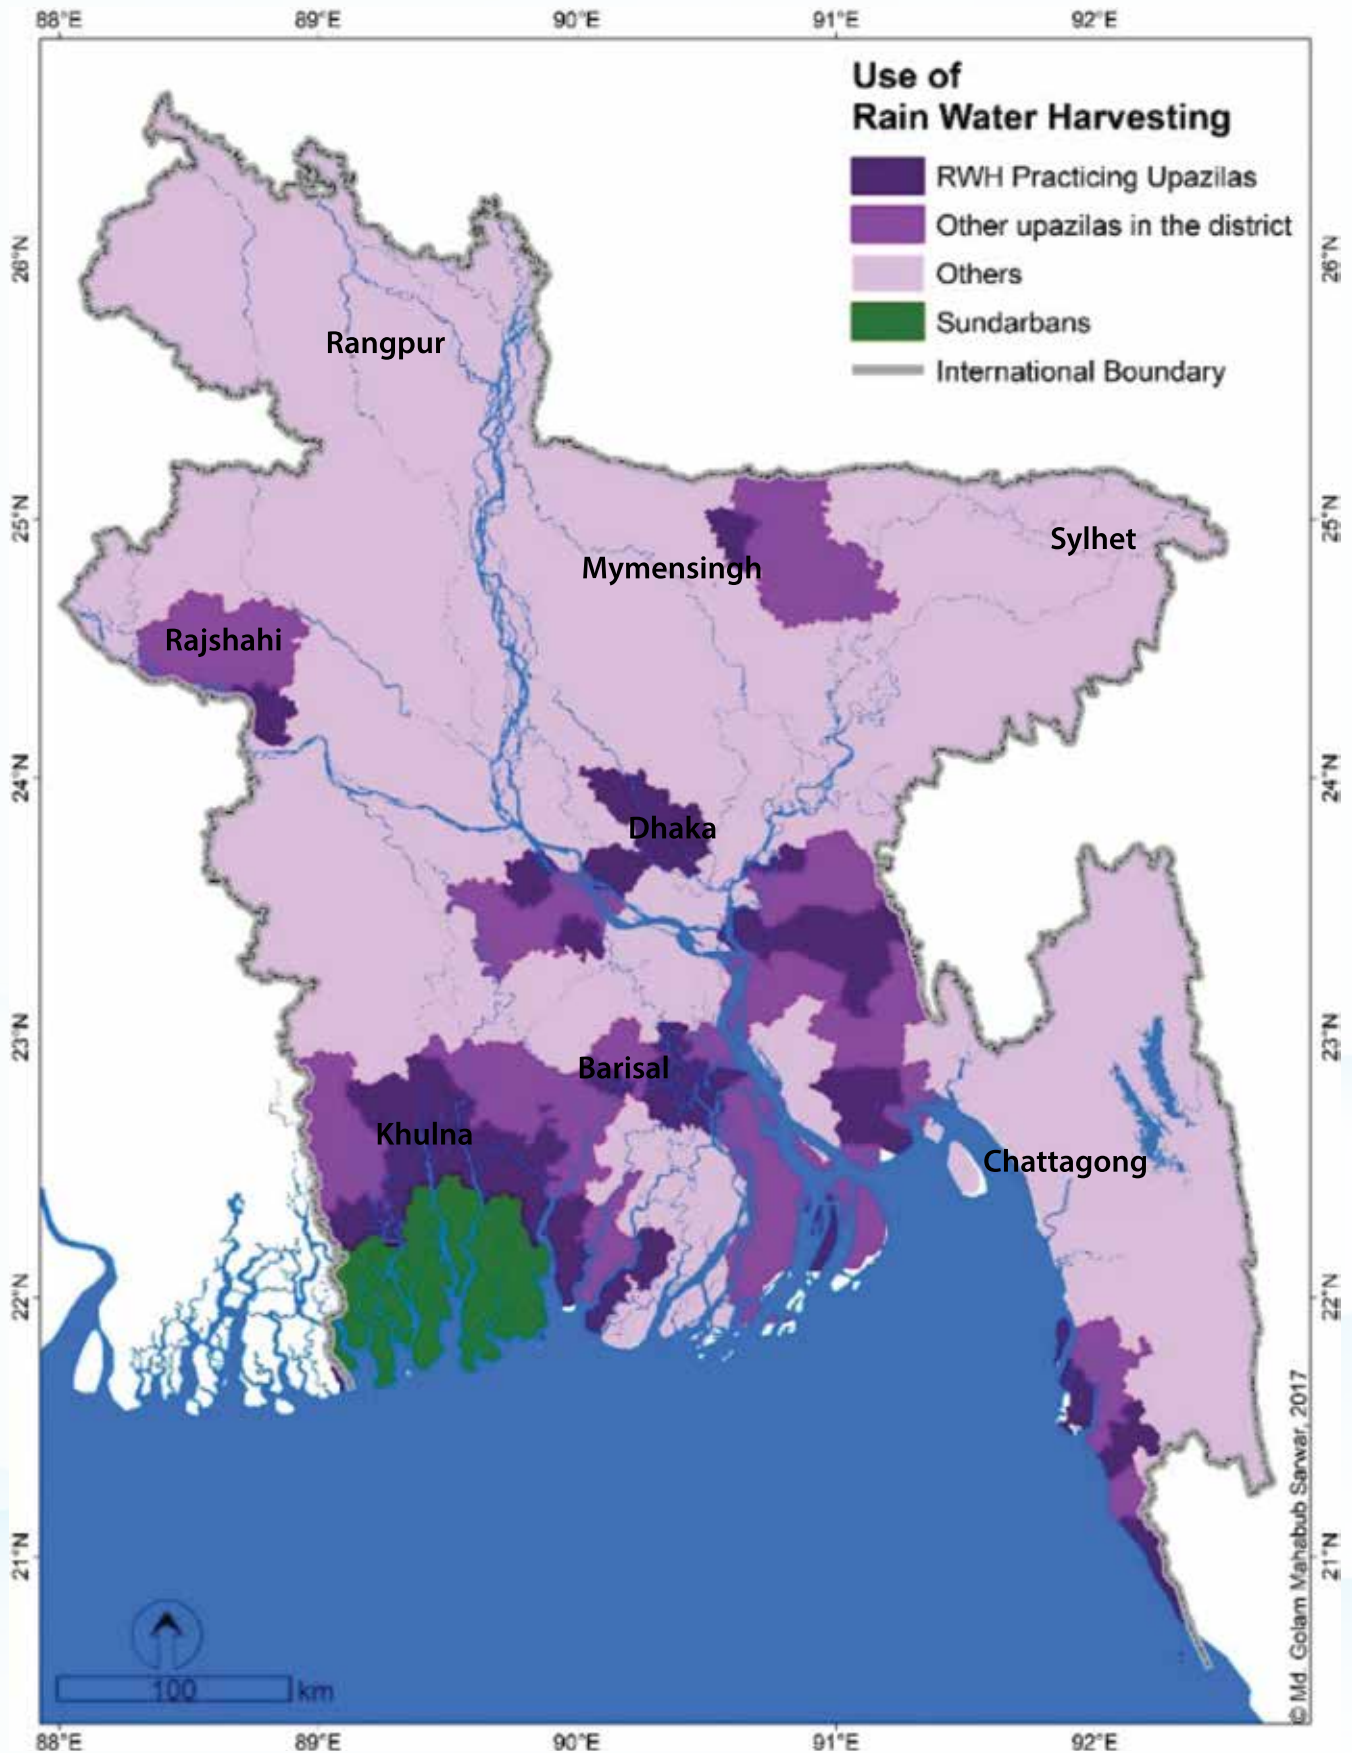 88°E 89°E 90°E 91°E 92°E
Use of
Rain Water Harvesting
RWH Practicing Upazilas
Other upazilas in the district
Others
Sundarbans
International Boundary
26°N 26°N
Rangpur
25°N 25°N
Sylhet
Mymensingh
Rajshahi
24°N 24°N
Dhaka
23°N 23°N
Barisal
Khulna
Chattagong
22°N 22°N
21°N 21°N
100 km
© Md. Golam Mahabub Sarwar, 2017
88°E 89°E 90°E 91°E 92°E